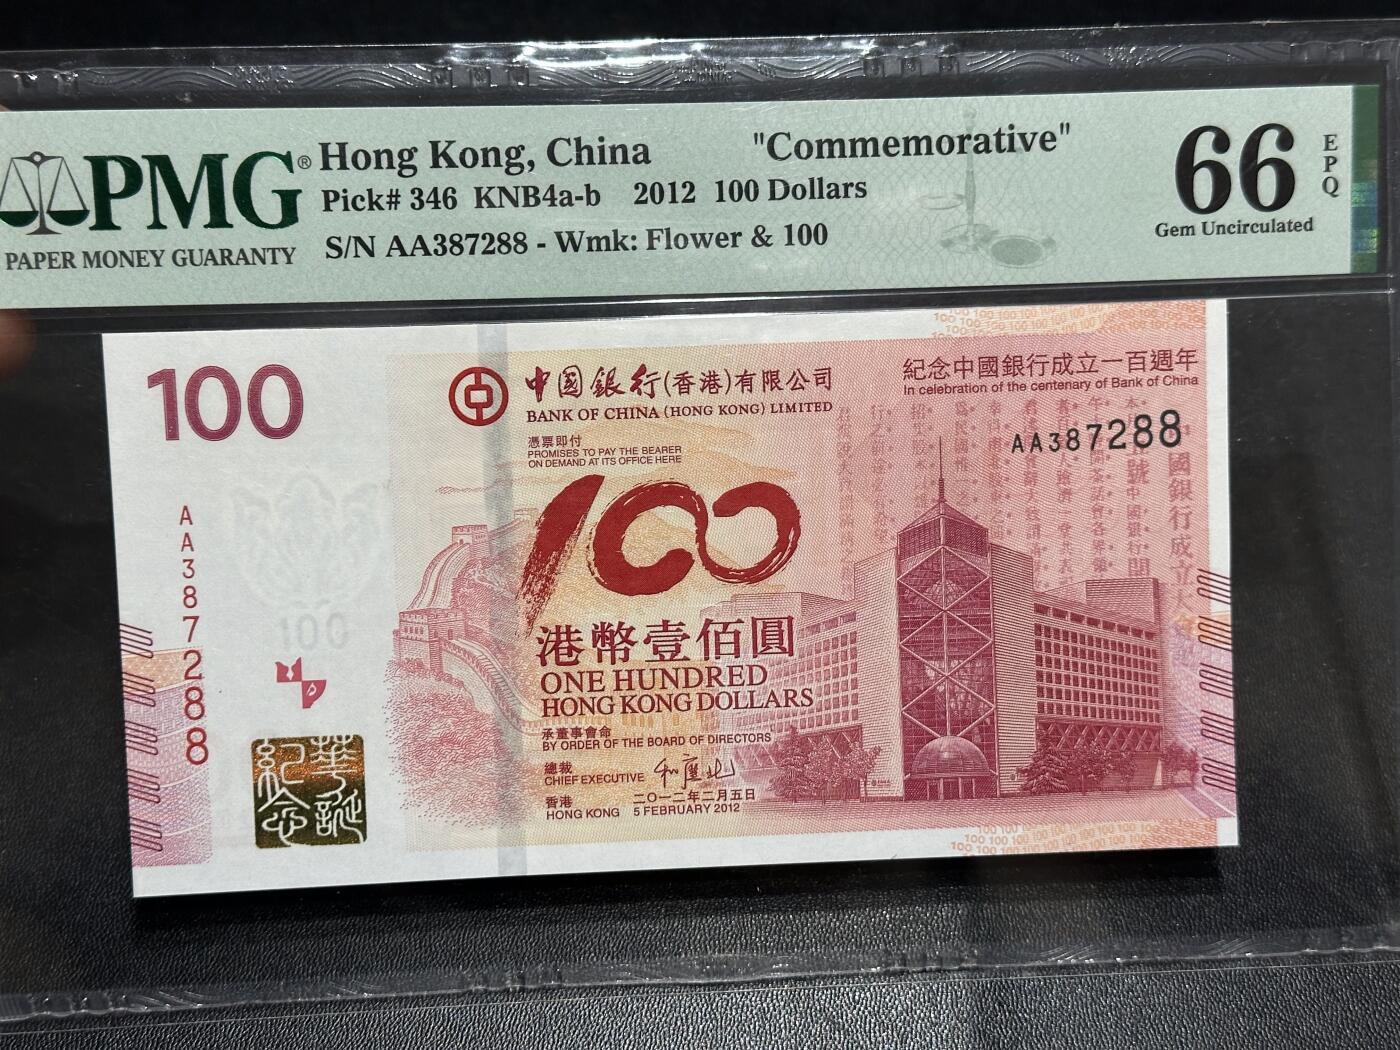 PMG® Hong Kong, China "Commemorative" 66 EPQ
Pick# 346 KNB4a-b 2012 100 Dollars
Gem Uncirculated
PAPER MONEY GUARANTY S/N AA387288 - Wmk: Flower & 100
100
中國銀行(香港)有限公司
BANK OF CHINA (HONG KONG) LIMITED
紀念中國銀行成立一百週年
In celebration of the centenary of Bank of China
憑票即付
PROMISES TO PAY THE BEARER
ON DEMAND AT ITS OFFICE HERE
AA387288
100
AA387288
100
港幣壹佰圓
ONE HUNDRED
HONG KONG DOLLARS
承董事會命
BY ORDER OF THE BOARD OF DIRECTORS
總裁
CHIEF EXECUTIVE
香港 二〇一二年二月五日
HONG KONG 5 FEBRUARY 2012
華誕紀念